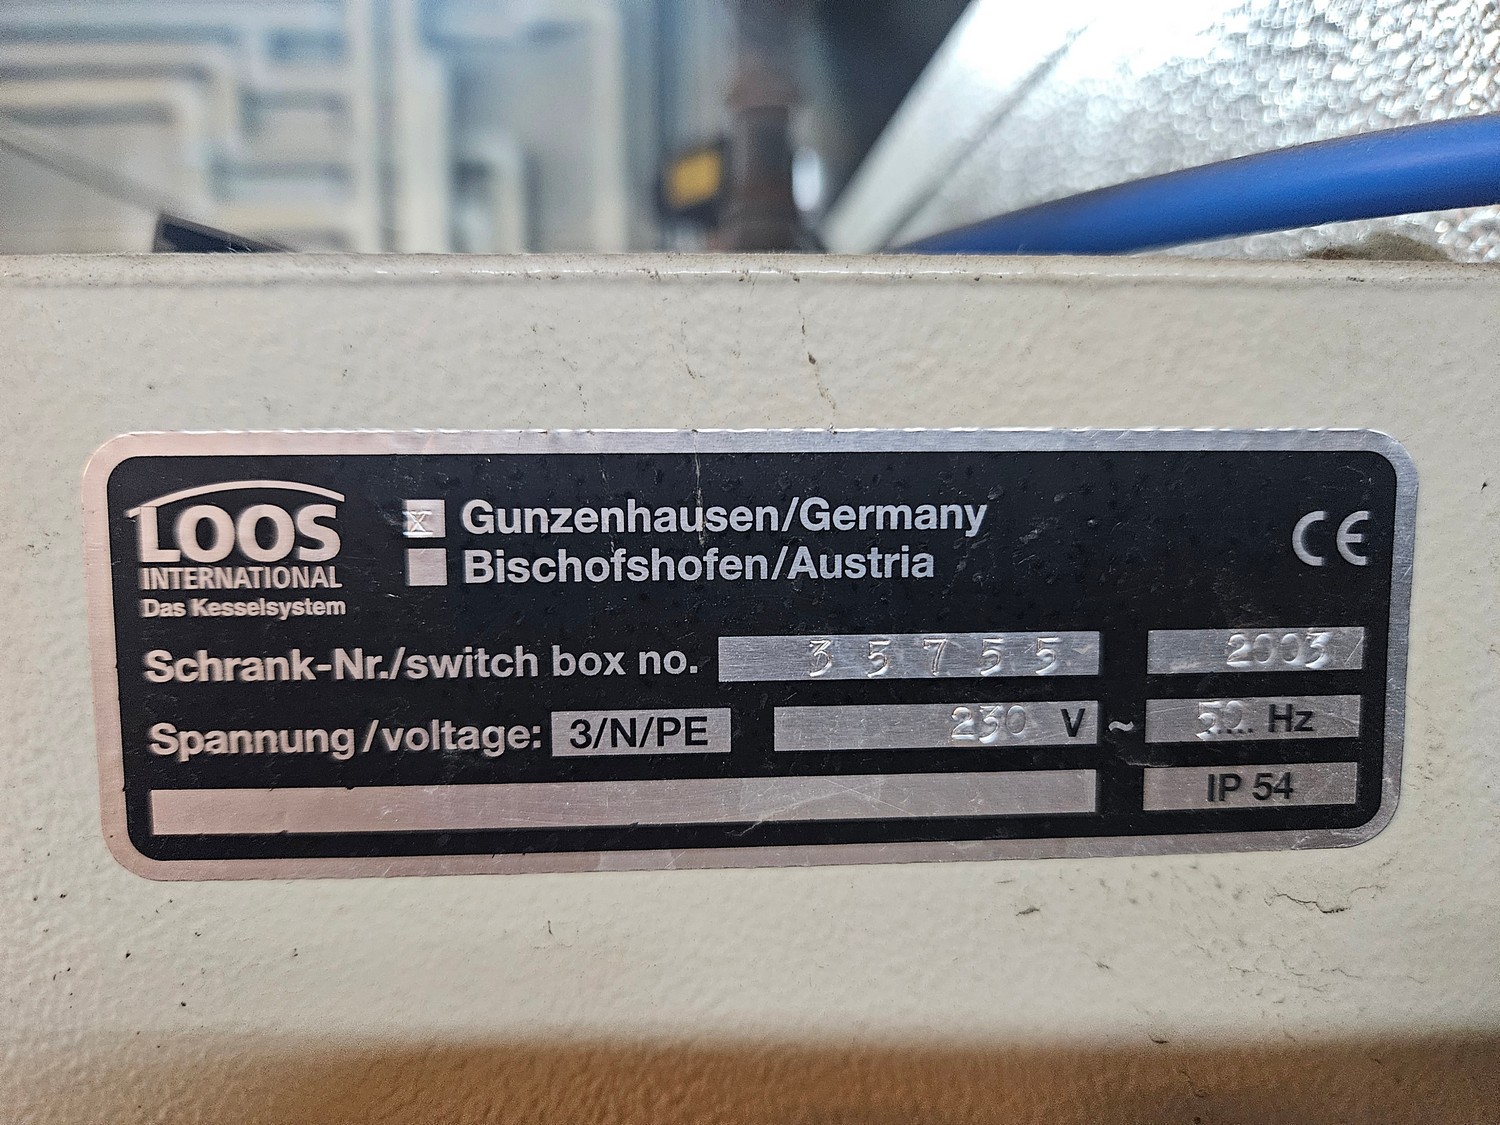 LOOS
INTERNATIONAL
Das Kesselsystem
X Gunzenhausen/Germany
Bischofshofen/Austria
CE
Schrank-Nr./switch box no. 35755 2003
Spannung/voltage: 3/N/PE 230 V ~ 50 Hz
IP 54